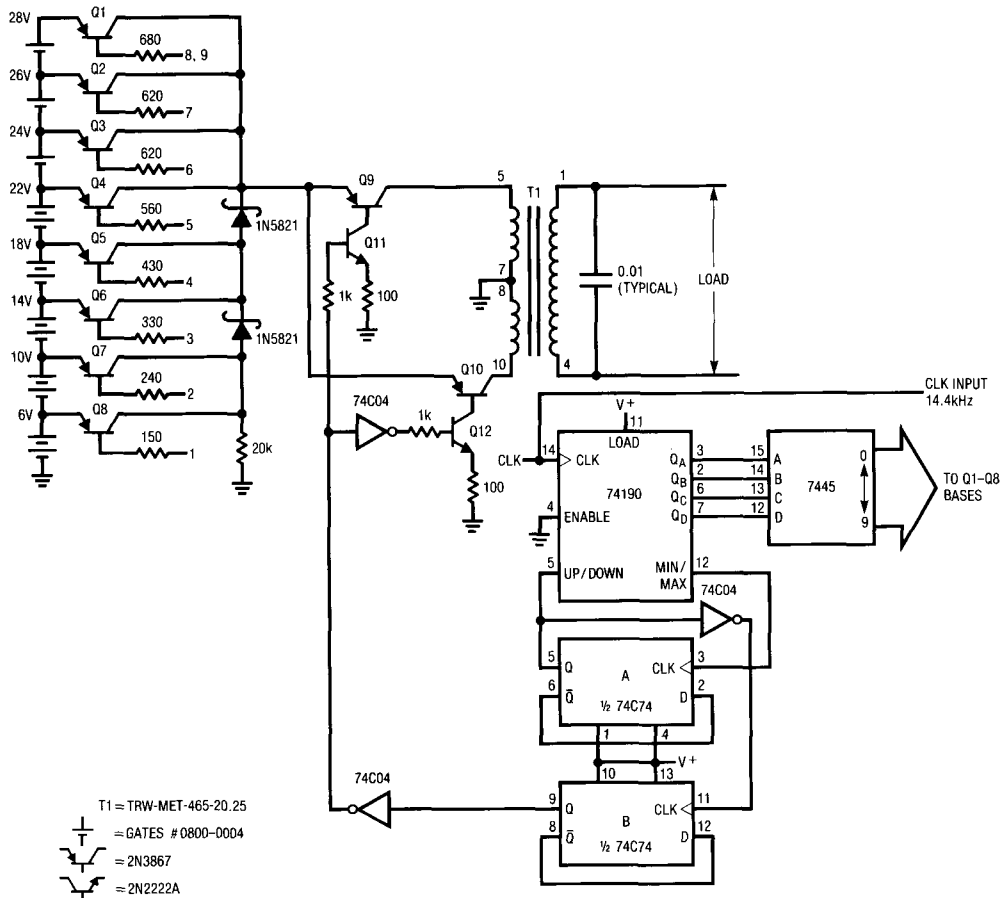 28V
Q1
680
8, 9
26V
Q2
620
7
24V
Q3
620
6
22V
Q4
560
5
1N5821
18V
Q5
430
4
14V
Q6
330
3
1N5821
10V
Q7
240
2
6V
Q8
150
1
20k
Q9
Q11
1k
100
5
T1
1
7
8
0.01
(TYPICAL)
LOAD
10
4
Q10
74C04
1k
Q12
100
CLK INPUT
14.4kHz
V+
11
LOAD
CLK
14
CLK
74190
QA
3
15
A
QB
2
14
B
QC
6
13
C
QD
7
12
D
7445
0
9
TO Q1–Q8
BASES
4
ENABLE
5
UP/DOWN
MIN/
MAX
12
74C04
5
Q
A
CLK
3
6
Q̄
D
2
½ 74C74
1
4
V+
10
13
74C04
9
Q
B
CLK
11
8
Q̄
D
12
½ 74C74
T1 = TRW-MET-465-20.25
= GATES #0800-0004
= 2N3867
= 2N2222A